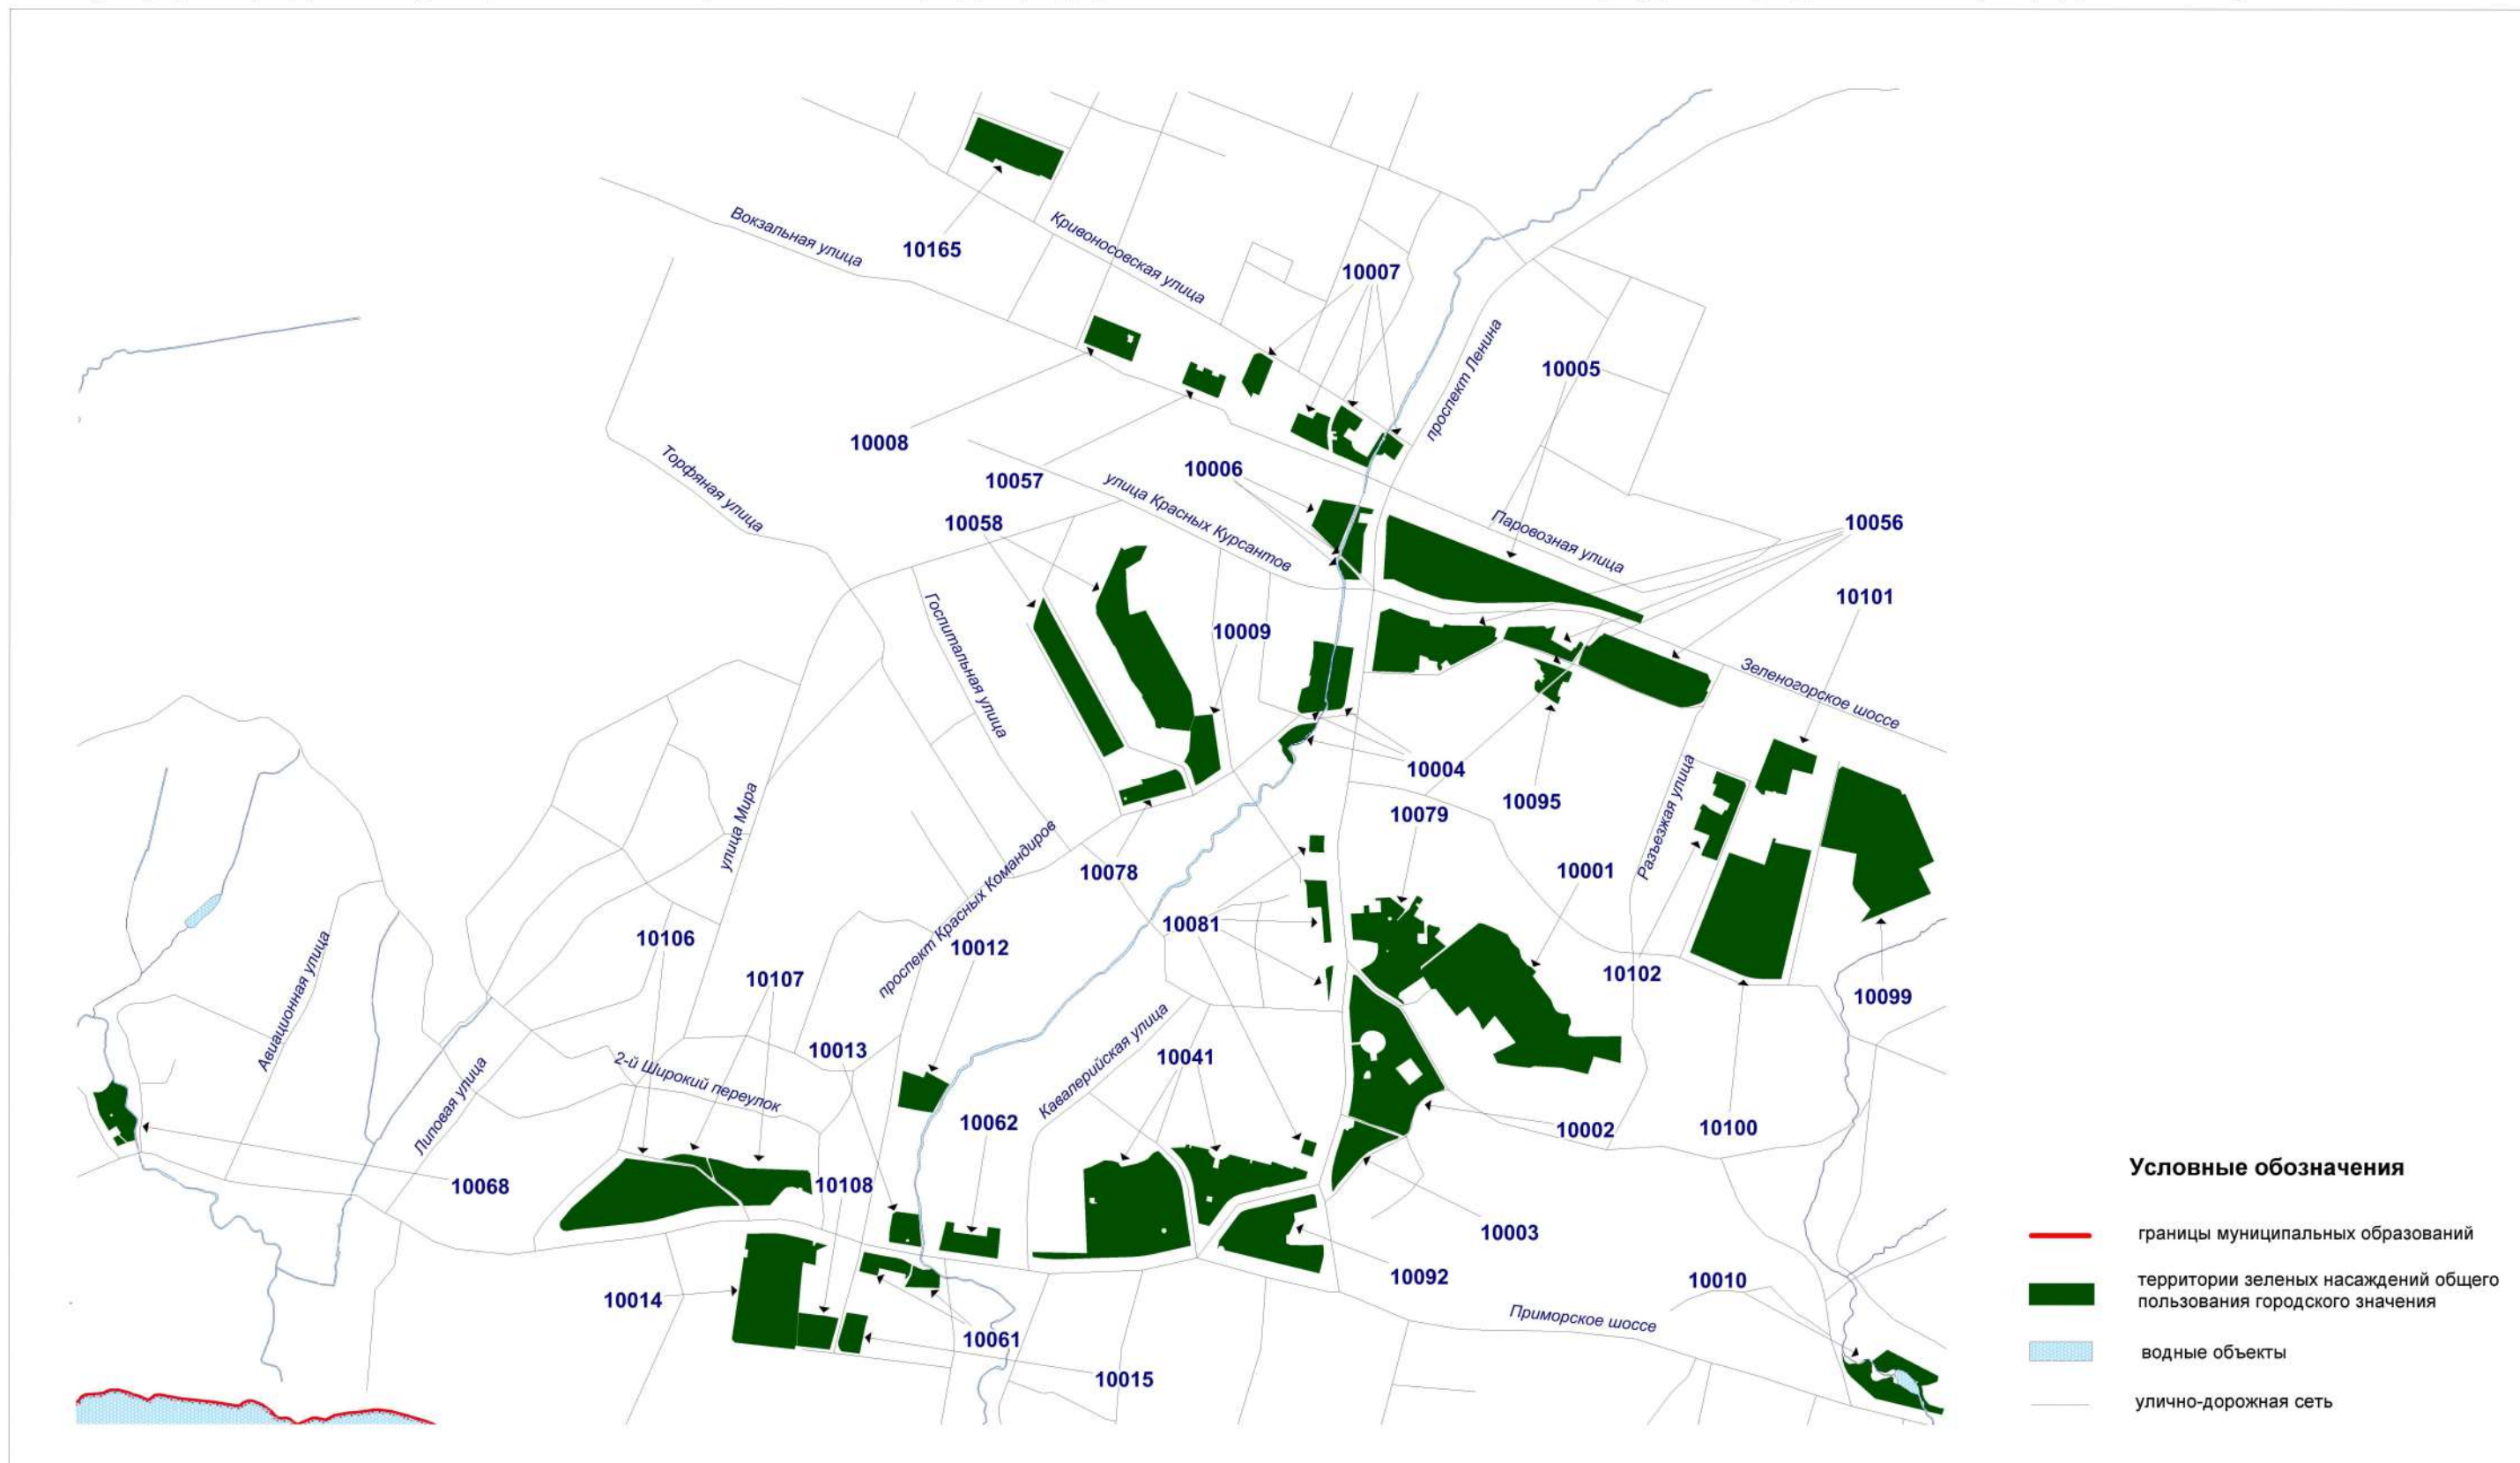 Вокзальная улица
Кривоносовская улица
10165
10007
проспект Ленина
10005
10008
10057
10006
улица Красных Курсантов
Торфяная улица
10058
Паровозная улица
10056
10101
Госпитальная улица
10009
Зеленогорское шоссе
10004
10095
10079
Разъезжая улица
улица Мира
проспект Красных Командиров
10078
10001
10081
10106
10107
10012
10102
10099
Авиационная улица
Липовая улица
2-й Широкий переулок
10013
Кавалерийская улица
10041
10062
10002
10100
10068
10108
10003
10092
10010
10014
10061
10015
Приморское шоссе
Условные обозначения
границы муниципальных образований
территории зеленых насаждений общего
пользования городского значения
водные объекты
улично-дорожная сеть